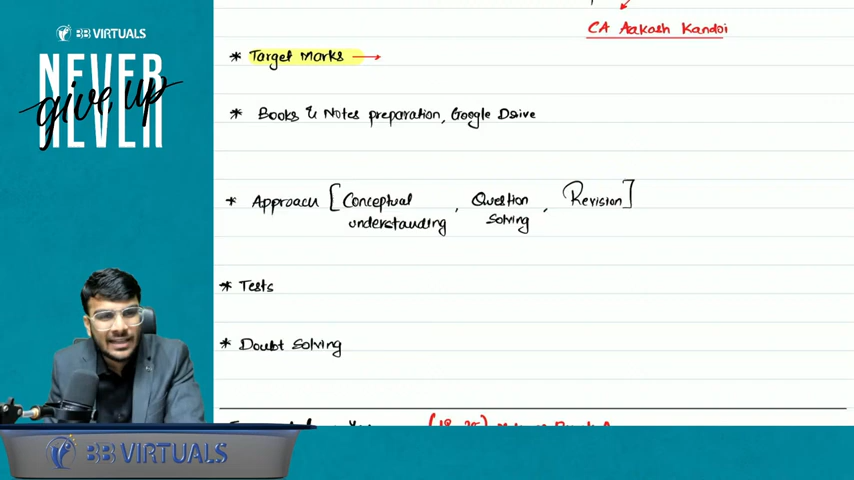 BB VIRTUALS
NEVER
give up
NEVER
CA Aakash Kandoi
* Target Marks →
* Books & Notes preparation, Google Drive
* Approach [Conceptual understanding, Question solving, Revision]
* Tests
* Doubt Solving
BB VIRTUALS